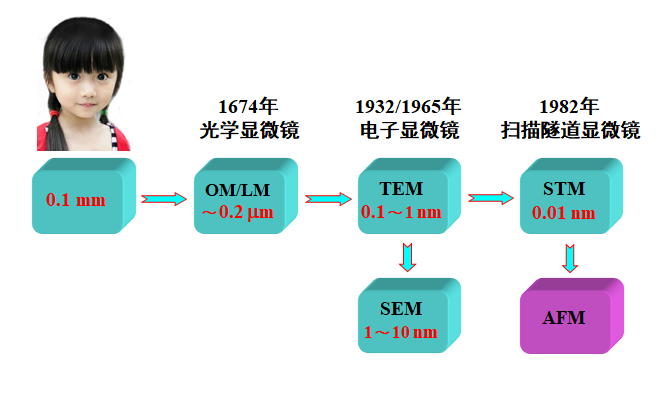 1674年
光学显微镜
1932/1965年
电子显微镜
1982年
扫描隧道显微镜
0.1 mm
OM/LM
～0.2 μm
TEM
0.1～1 nm
STM
0.01 nm
SEM
1～10 nm
AFM